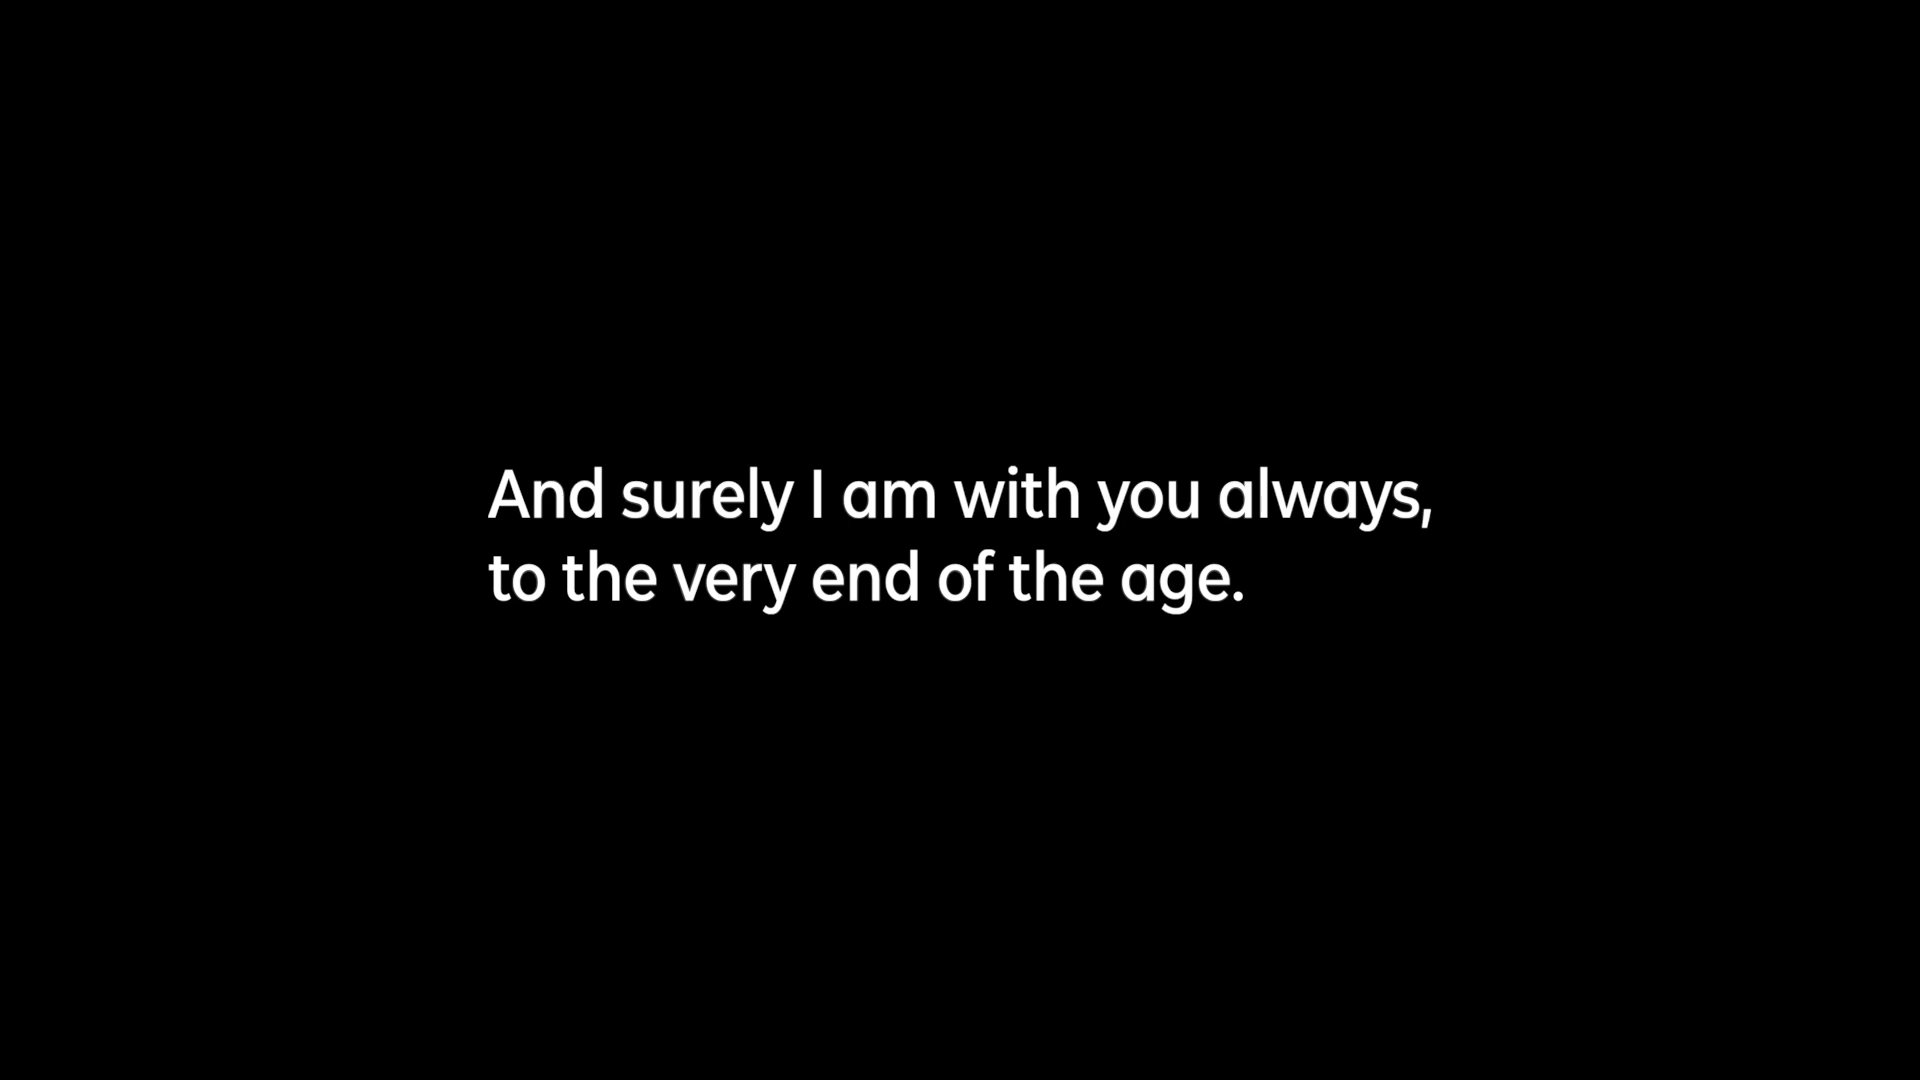 And surely I am with you always,
to the very end of the age.